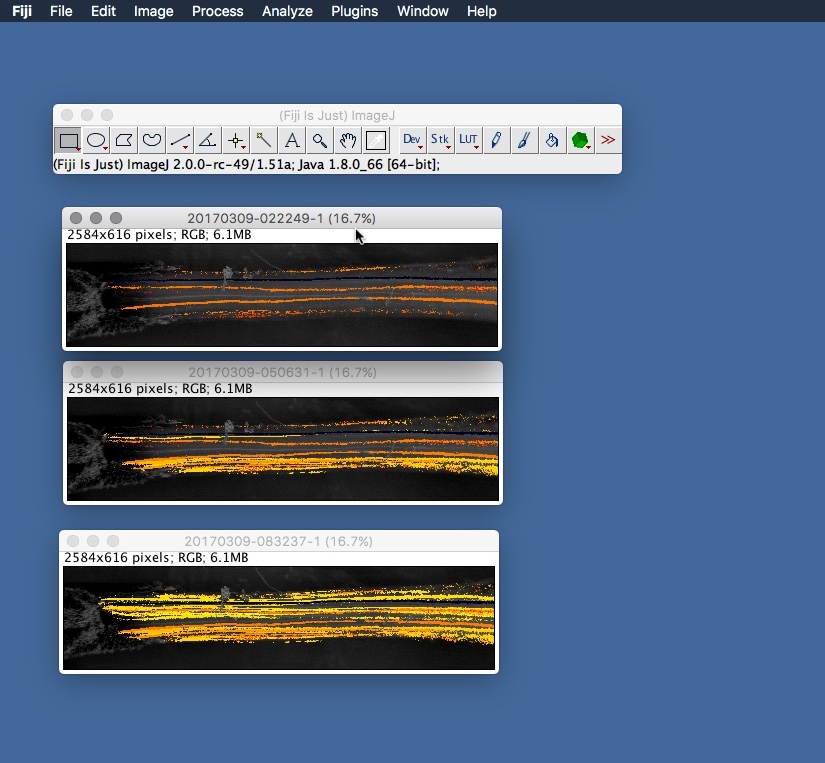 Fiji File Edit Image Process Analyze Plugins Window Help
(Fiji Is Just) ImageJ
Dev Stk LUT >>
(Fiji Is Just) ImageJ 2.0.0-rc-49/1.51a; Java 1.8.0_66 [64-bit];
20170309-022249-1 (16.7%)
2584x616 pixels; RGB; 6.1MB
20170309-050631-1 (16.7%)
2584x616 pixels; RGB; 6.1MB
20170309-083237-1 (16.7%)
2584x616 pixels; RGB; 6.1MB